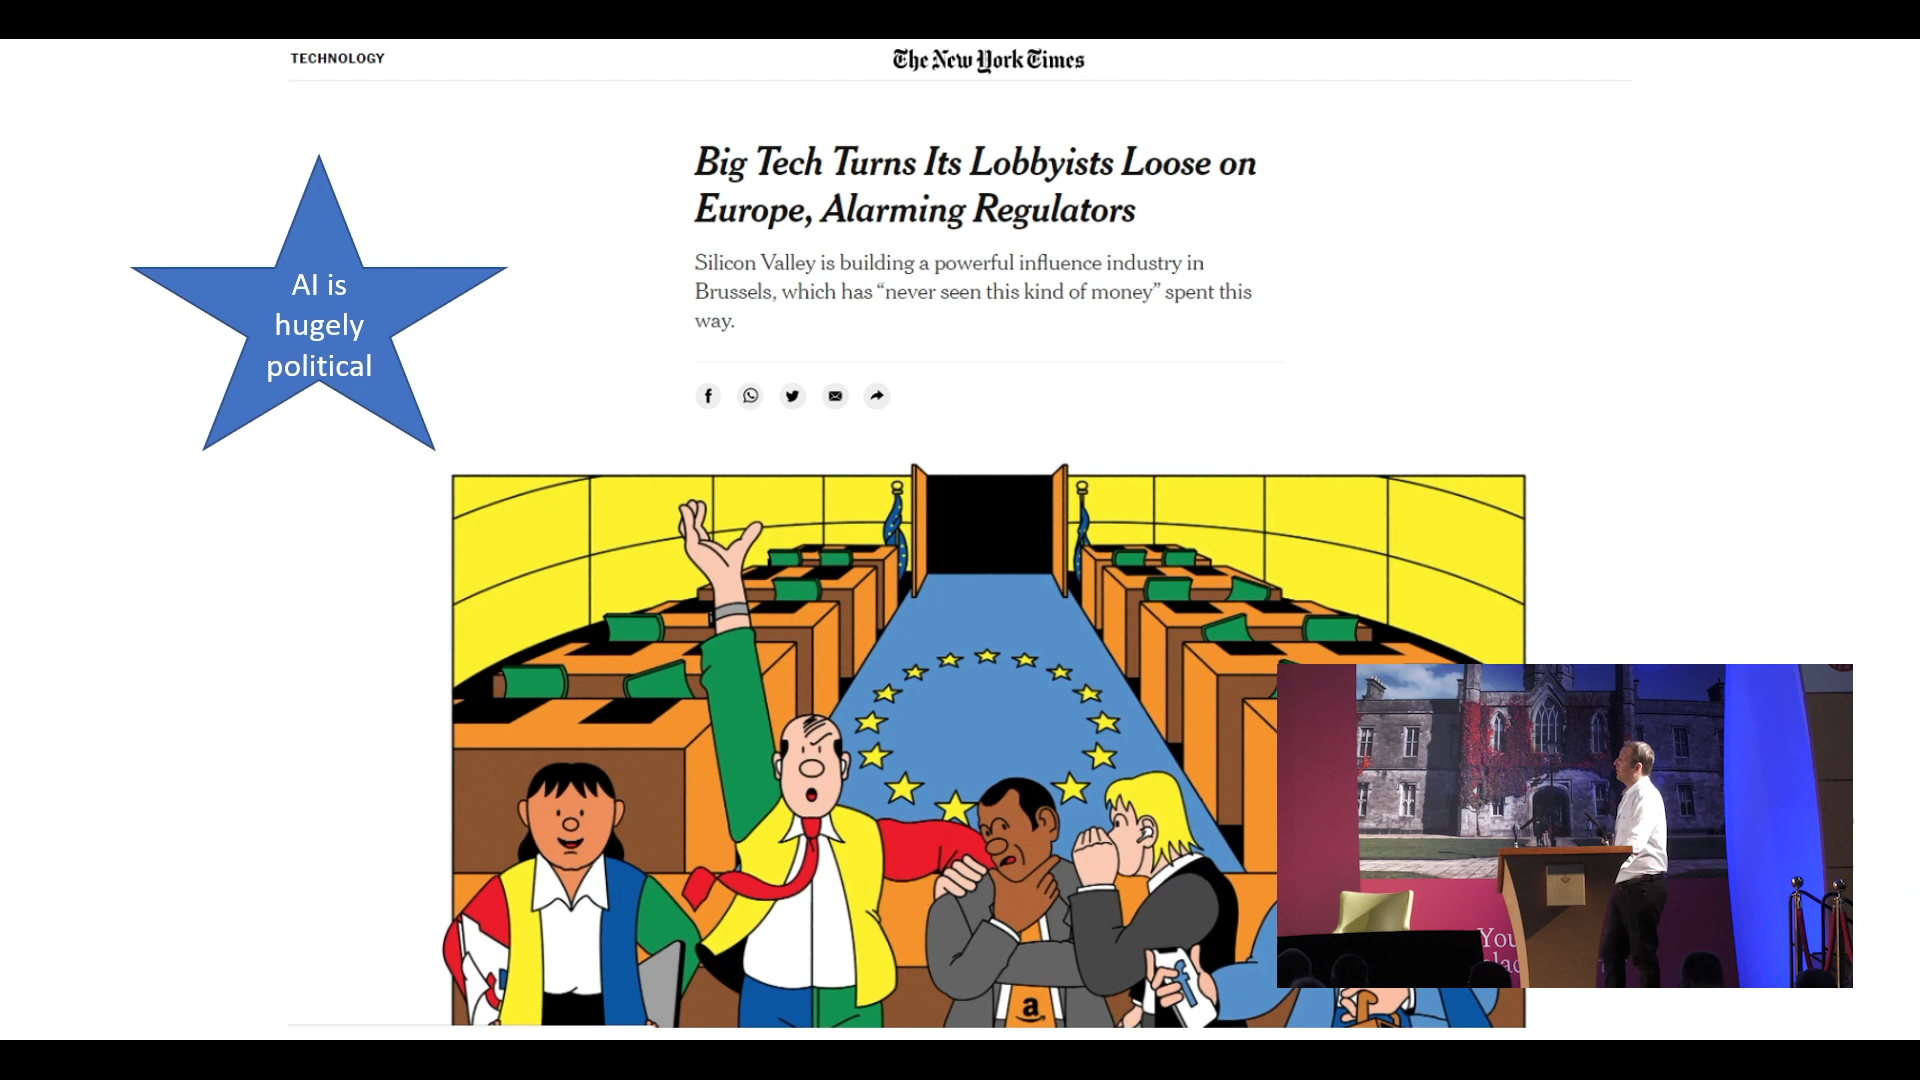 TECHNOLOGY
The New York Times
Big Tech Turns Its Lobbyists Loose on
Europe, Alarming Regulators
Silicon Valley is building a powerful influence industry in
Brussels, which has “never seen this kind of money” spent this
way.
AI is
hugely
political
a
f
You